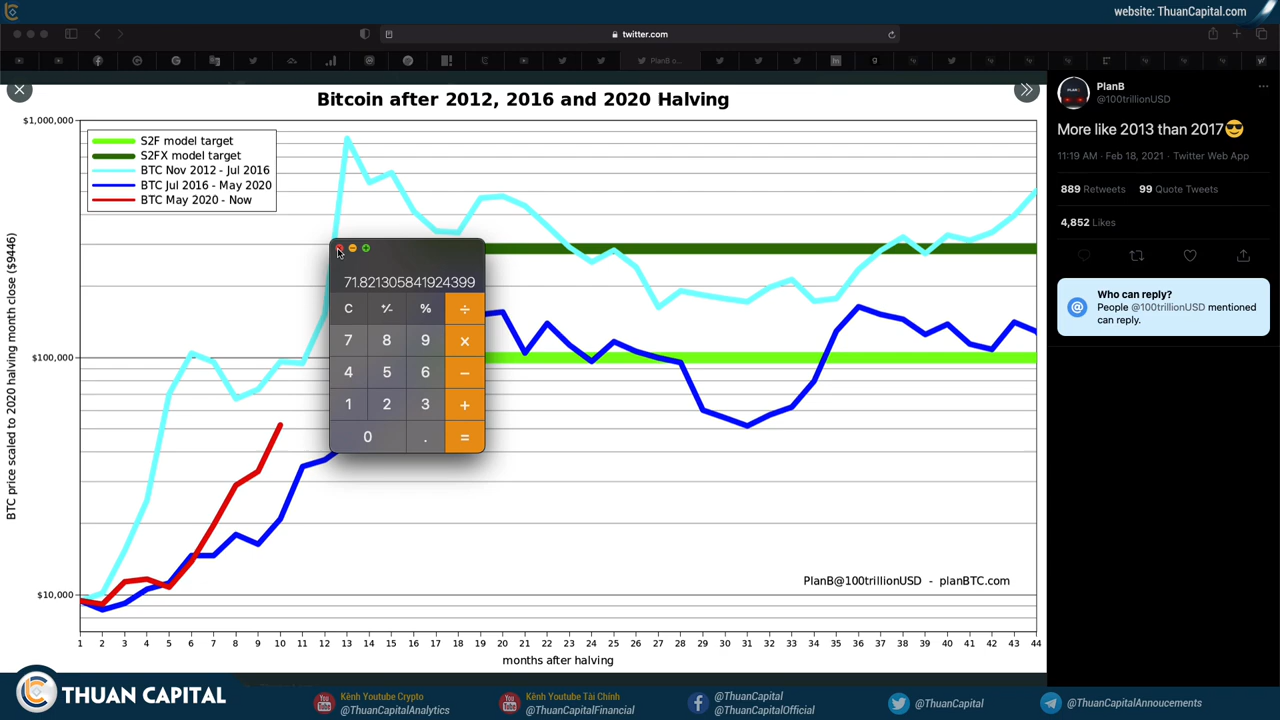 website: ThuanCapital.com
twitter.com
PlanB o...
Bitcoin after 2012, 2016 and 2020 Halving
$1,000,000
$100,000
$10,000
BTC price scaled to 2020 halving month close ($9446)
S2F model target
S2FX model target
BTC Nov 2012 - Jul 2016
BTC Jul 2016 - May 2020
BTC May 2020 - Now
71.821305841924399
C ⁺∕₋ % ÷
7 8 9 ×
4 5 6 −
1 2 3 +
0 . =
PlanB@100trillionUSD - planBTC.com
1 2 3 4 5 6 7 8 9 10 11 12 13 14 15 16 17 18 19 20 21 22 23 24 25 26 27 28 29 30 31 32 33 34 35 36 37 38 39 40 41 42 43 44
months after halving
PlanB
@100trillionUSD
More like 2013 than 2017😎
11:19 AM · Feb 18, 2021 · Twitter Web App
889 Retweets 99 Quote Tweets
4,852 Likes
Who can reply?
People @100trillionUSD mentioned
can reply.
THUAN CAPITAL
Kênh Youtube Crypto
@ThuanCapitalAnalytics
Kênh Youtube Tài Chính
@ThuanCapitalFinancial
@ThuanCapital
@ThuanCapitalOfficial
@ThuanCapital
@ThuanCapitalAnnoucements